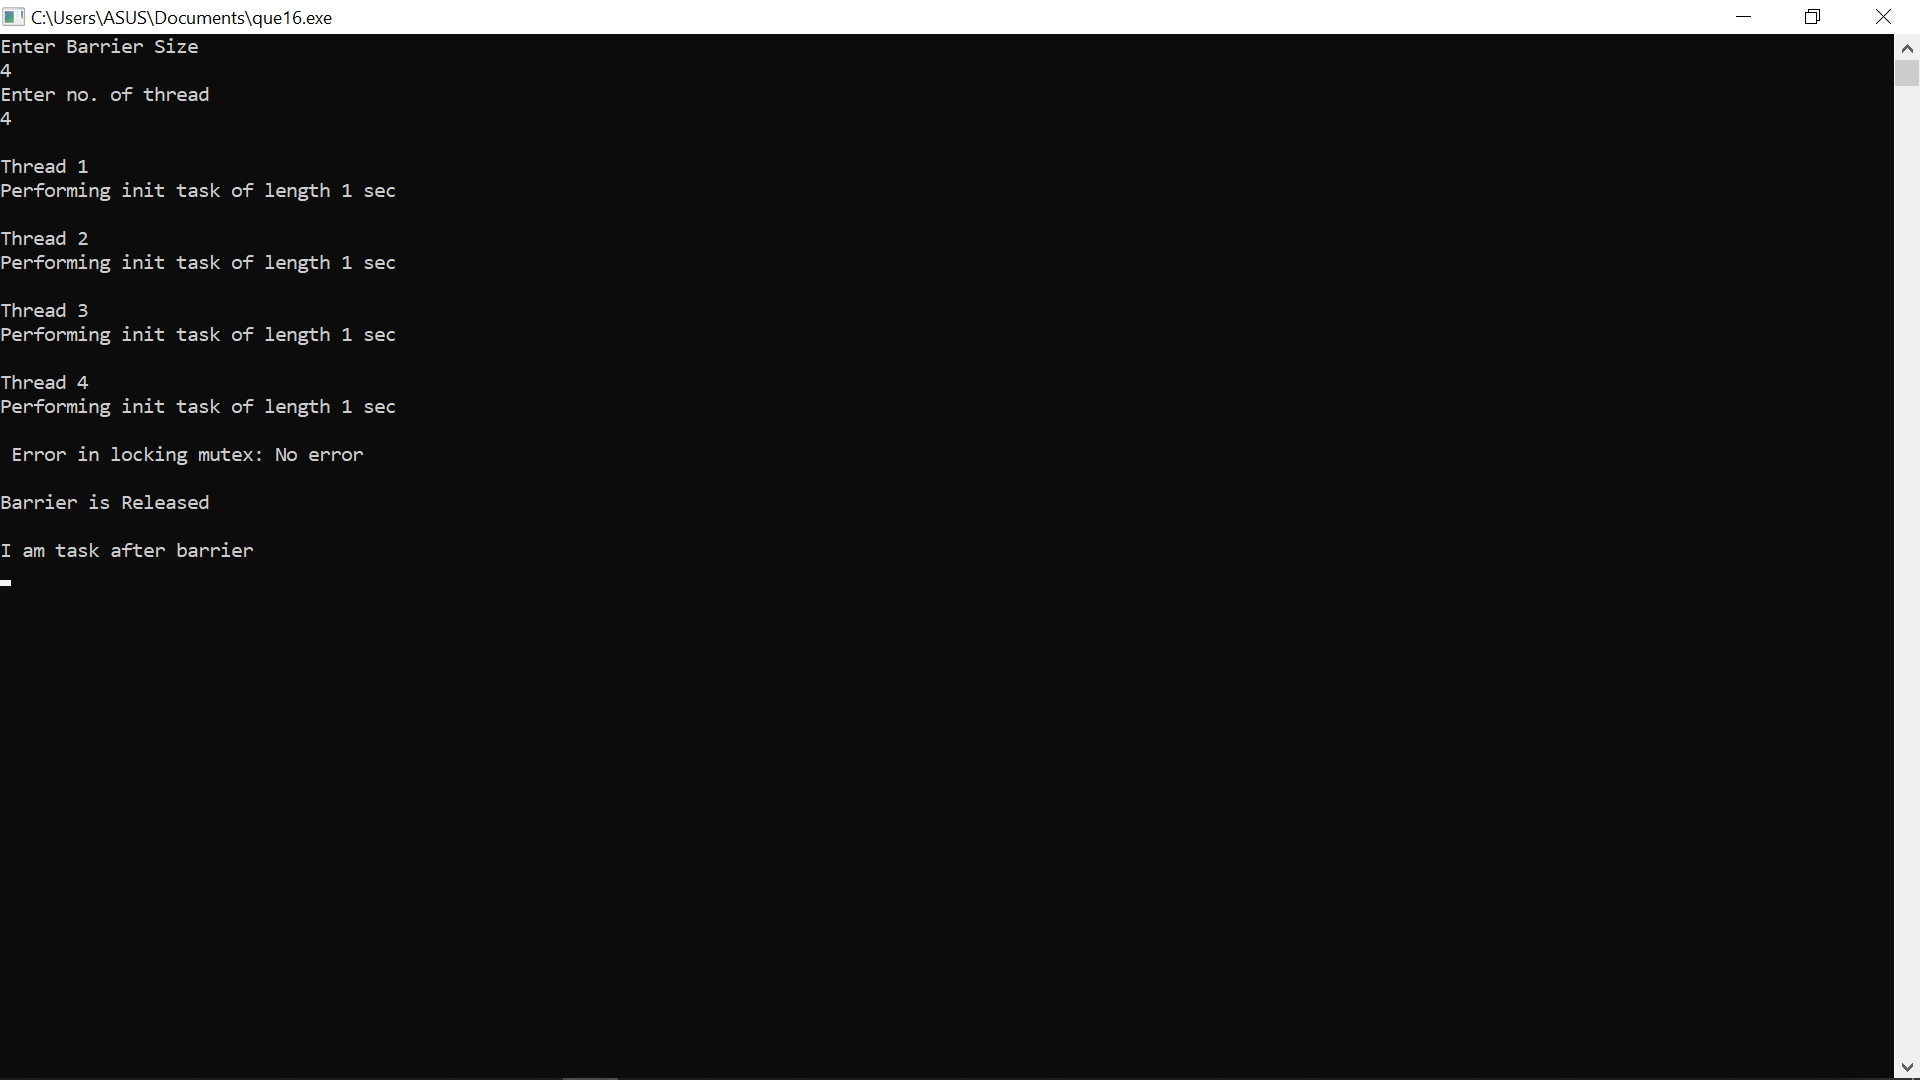 C:\Users\ASUS\Documents\que16.exe
Enter Barrier Size
4
Enter no. of thread
4
Thread 1
Performing init task of length 1 sec
Thread 2
Performing init task of length 1 sec
Thread 3
Performing init task of length 1 sec
Thread 4
Performing init task of length 1 sec
Error in locking mutex: No error
Barrier is Released
I am task after barrier